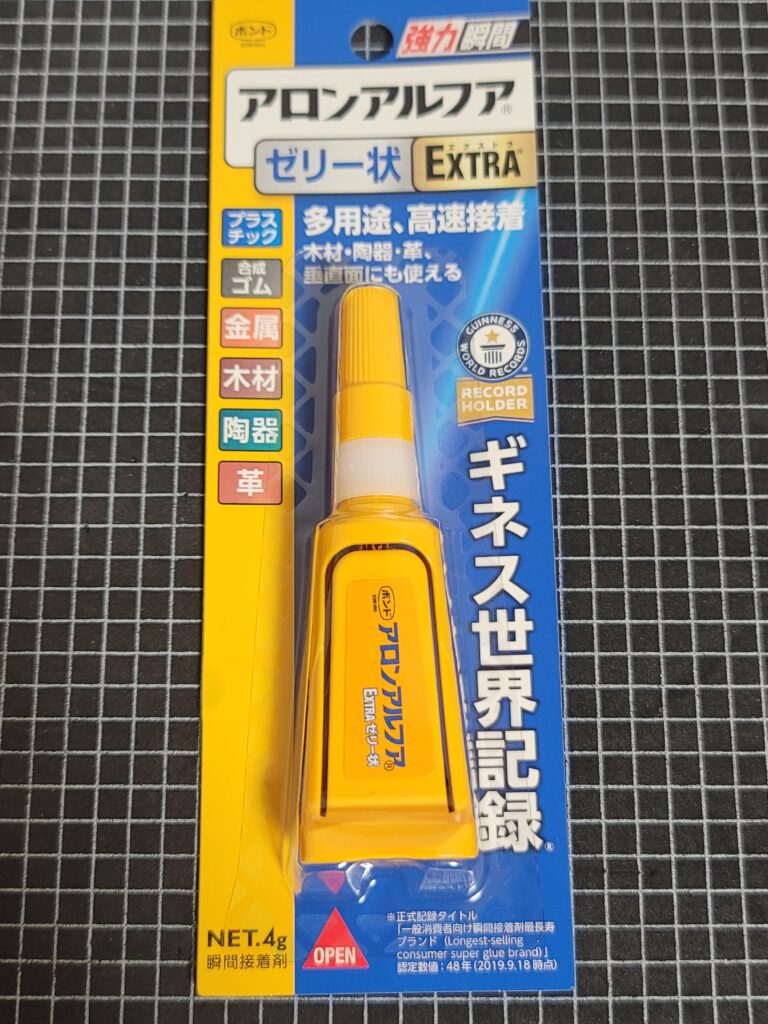 ボンド
強力瞬間
アロンアルフア®
ゼリー状
エクストラ
EXTRA
プラス
チック
合成
ゴム
金属
木材
陶器
革
多用途、高速接着
木材・陶器・革、
垂直面にも使える
GUINNESS
WORLD RECORDS
RECORD
HOLDER
ギネス世界記録®
ボンド
アロンアルフア®
EXTRA ゼリー状
NET.4g
瞬間接着剤
OPEN
※正式記録タイトル
「一般消費者向け瞬間接着剤最長寿
ブランド（Longest-selling
consumer super glue brand）」
認定数値：48年（2019.9.18 時点）